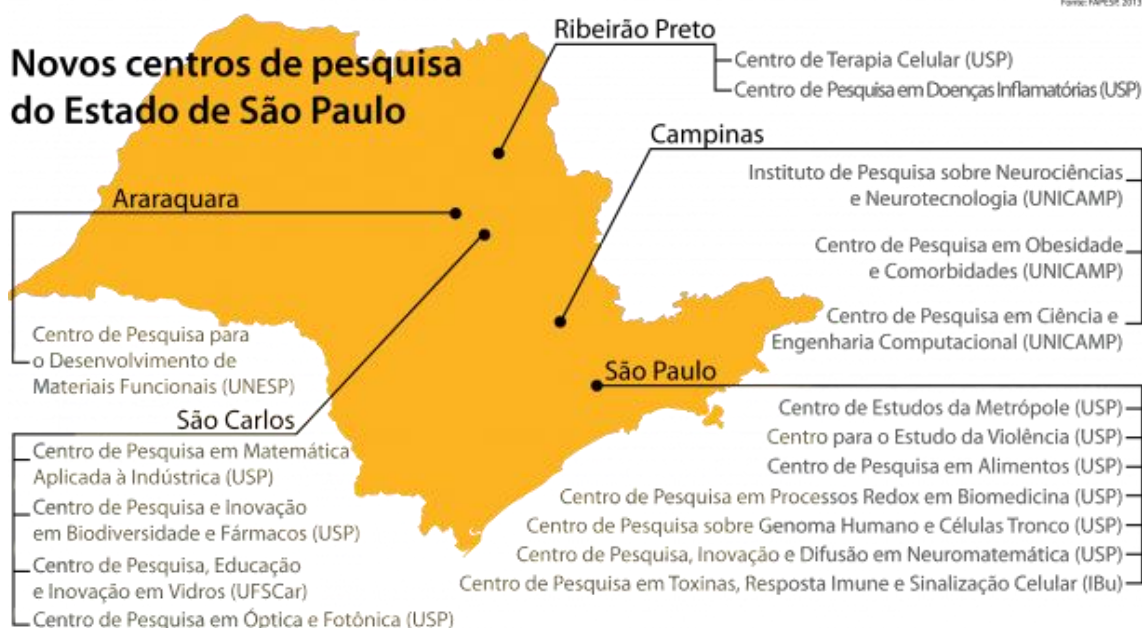 Fonte: FAPESP, 2013
Novos centros de pesquisa
do Estado de São Paulo
Ribeirão Preto
Centro de Terapia Celular (USP)
Centro de Pesquisa em Doenças Inflamatórias (USP)
Campinas
Instituto de Pesquisa sobre Neurociências
e Neurotecnologia (UNICAMP)
Centro de Pesquisa em Obesidade
e Comorbidades (UNICAMP)
Centro de Pesquisa em Ciência e
Engenharia Computacional (UNICAMP)
Araraquara
Centro de Pesquisa para
o Desenvolvimento de
Materiais Funcionais (UNESP)
São Carlos
Centro de Pesquisa em Matemática
Aplicada à Indústrica (USP)
Centro de Pesquisa e Inovação
em Biodiversidade e Fármacos (USP)
Centro de Pesquisa, Educação
e Inovação em Vidros (UFSCar)
Centro de Pesquisa em Óptica e Fotônica (USP)
São Paulo
Centro de Estudos da Metrópole (USP)
Centro para o Estudo da Violência (USP)
Centro de Pesquisa em Alimentos (USP)
Centro de Pesquisa em Processos Redox em Biomedicina (USP)
Centro de Pesquisa sobre Genoma Humano e Células Tronco (USP)
Centro de Pesquisa, Inovação e Difusão em Neuromatemática (USP)
Centro de Pesquisa em Toxinas, Resposta Imune e Sinalização Celular (IBu)